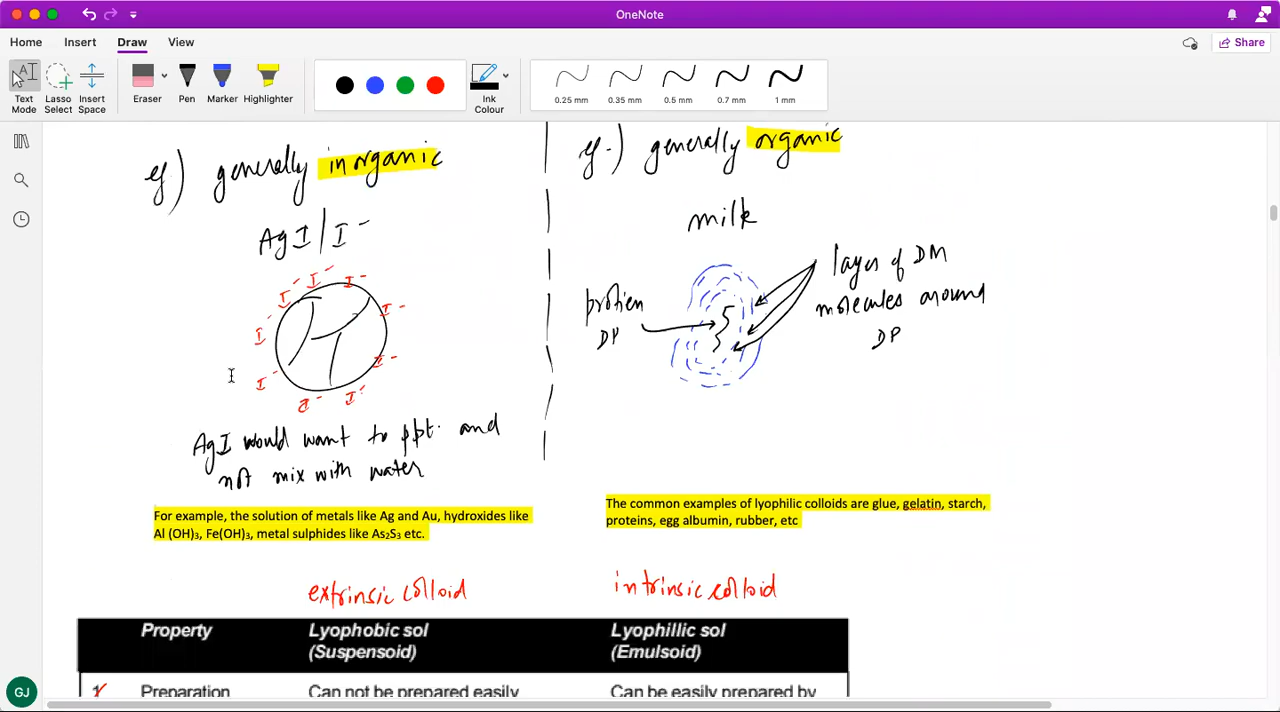 OneNote
Home Insert Draw View
Share
Text Mode
Lasso Select
Insert Space
Eraser
Pen
Marker
Highlighter
Ink Colour
0.25 mm 0.35 mm 0.5 mm 0.7 mm 1 mm
eg.) generally inorganic
AgI/I⁻
I⁻ I⁻ I⁻ I⁻ I⁻ I⁻ I⁻ I⁻ I⁻ I⁻
AgI would want to ppt. and
not mix with water
For example, the solution of metals like Ag and Au, hydroxides like
Al (OH)₃, Fe(OH)₃, metal sulphides like As₂S₃ etc.
eg.) generally organic
milk
protien
DP
layer of DM
molecules around
DP
The common examples of lyophilic colloids are glue, gelatin, starch,
proteins, egg albumin, rubber, etc
extrinsic colloid intrinsic colloid
Property Lyophobic sol (Suspensoid) Lyophillic sol (Emulsoid)
1 Preparation Can not be prepared easily Can be easily prepared by
GJ